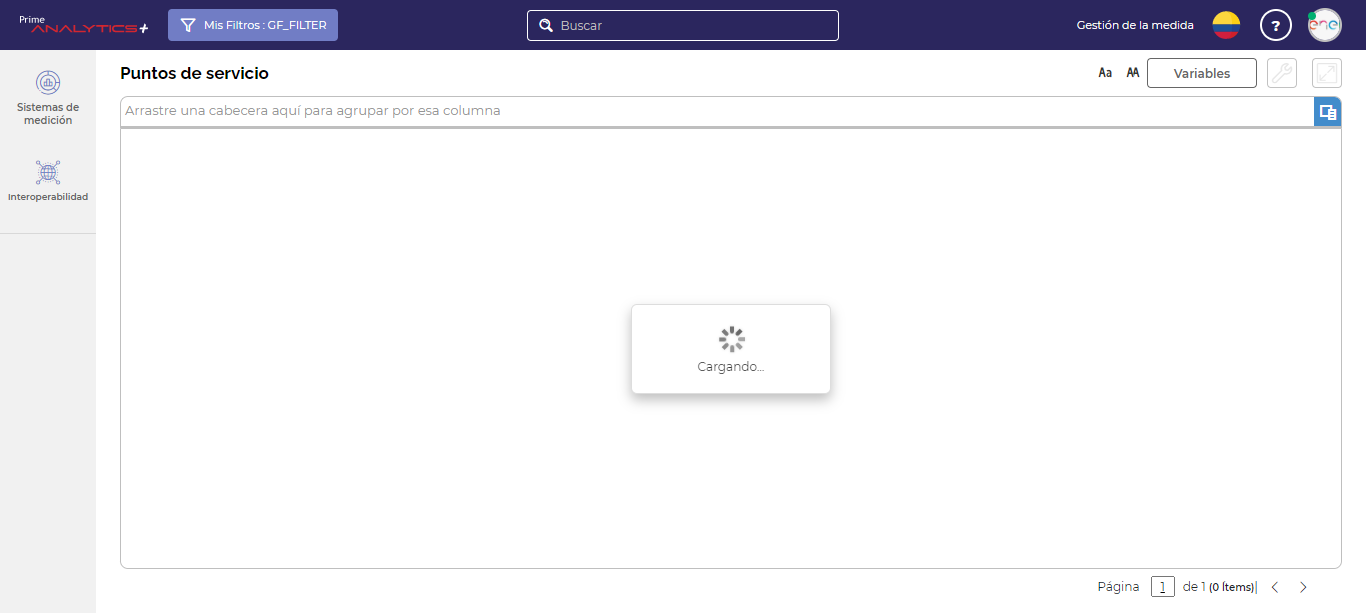 Prime
ANALYTICS+
Mis Filtros : GF_FILTER
Buscar
Gestión de la medida
?
ene
Sistemas de
medición
Interoperabilidad
Puntos de servicio
Aa
AA
Variables
Arrastre una cabecera aquí para agrupar por esa columna
Cargando...
Página 1 de 1 (0 Ítems)|